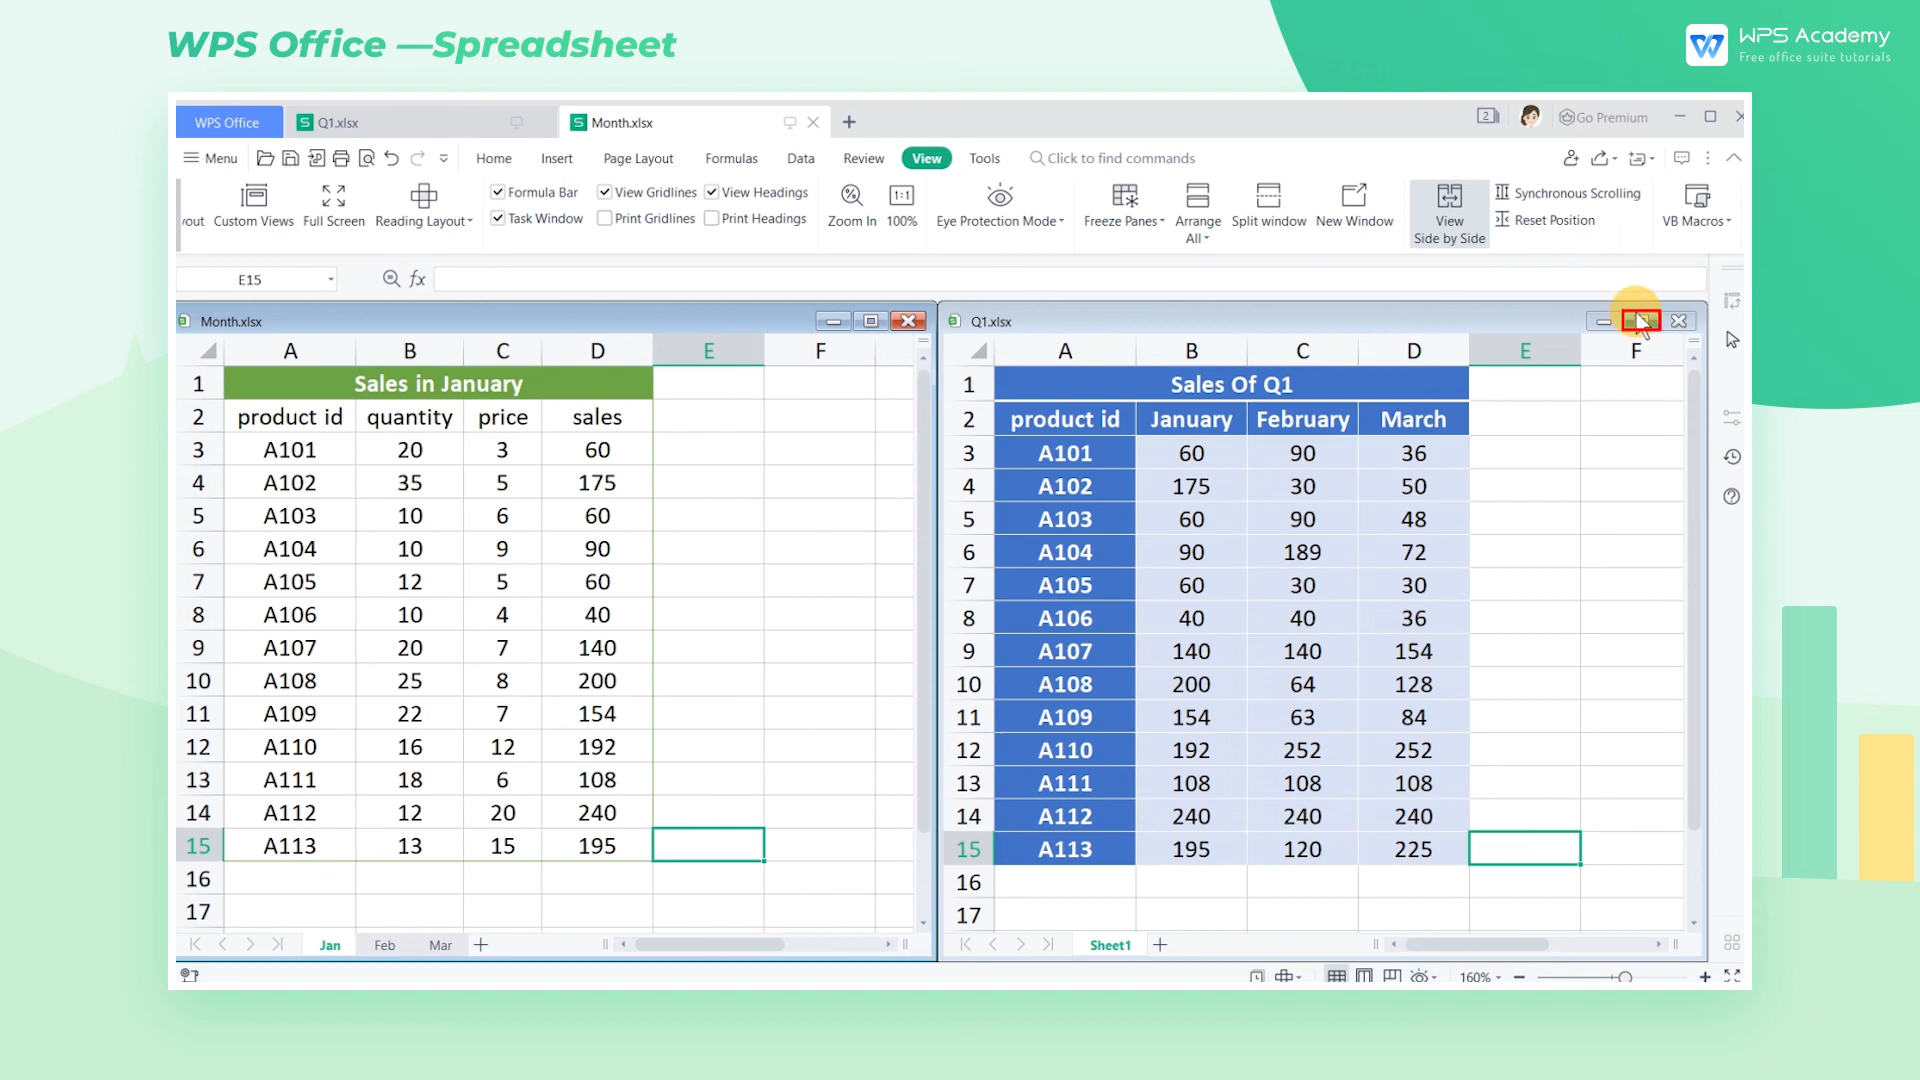 WPS Office —Spreadsheet
WPS Academy
Free office suite tutorials
WPS Office
Q1.xlsx
Month.xlsx
2
Go Premium
Menu
Home Insert Page Layout Formulas Data Review View Tools Click to find commands
out
Custom Views
Full Screen
Reading Layout
Formula Bar
View Gridlines
View Headings
Task Window
Print Gridlines
Print Headings
Zoom In
1:1
100%
Eye Protection Mode
Freeze Panes
Arrange
All
Split window
New Window
View
Side by Side
Synchronous Scrolling
Reset Position
VB Macros
E15
fx
Month.xlsx
A B C D E F
1 Sales in January
2 product id quantity price sales
3 A101 20 3 60
4 A102 35 5 175
5 A103 10 6 60
6 A104 10 9 90
7 A105 12 5 60
8 A106 10 4 40
9 A107 20 7 140
10 A108 25 8 200
11 A109 22 7 154
12 A110 16 12 192
13 A111 18 6 108
14 A112 12 20 240
15 A113 13 15 195
16
17
Jan Feb Mar
Q1.xlsx
A B C D E F
1 Sales Of Q1
2 product id January February March
3 A101 60 90 36
4 A102 175 30 50
5 A103 60 90 48
6 A104 90 189 72
7 A105 60 30 30
8 A106 40 40 36
9 A107 140 140 154
10 A108 200 64 128
11 A109 154 63 84
12 A110 192 252 252
13 A111 108 108 108
14 A112 240 240 240
15 A113 195 120 225
16
17
Sheet1
160%